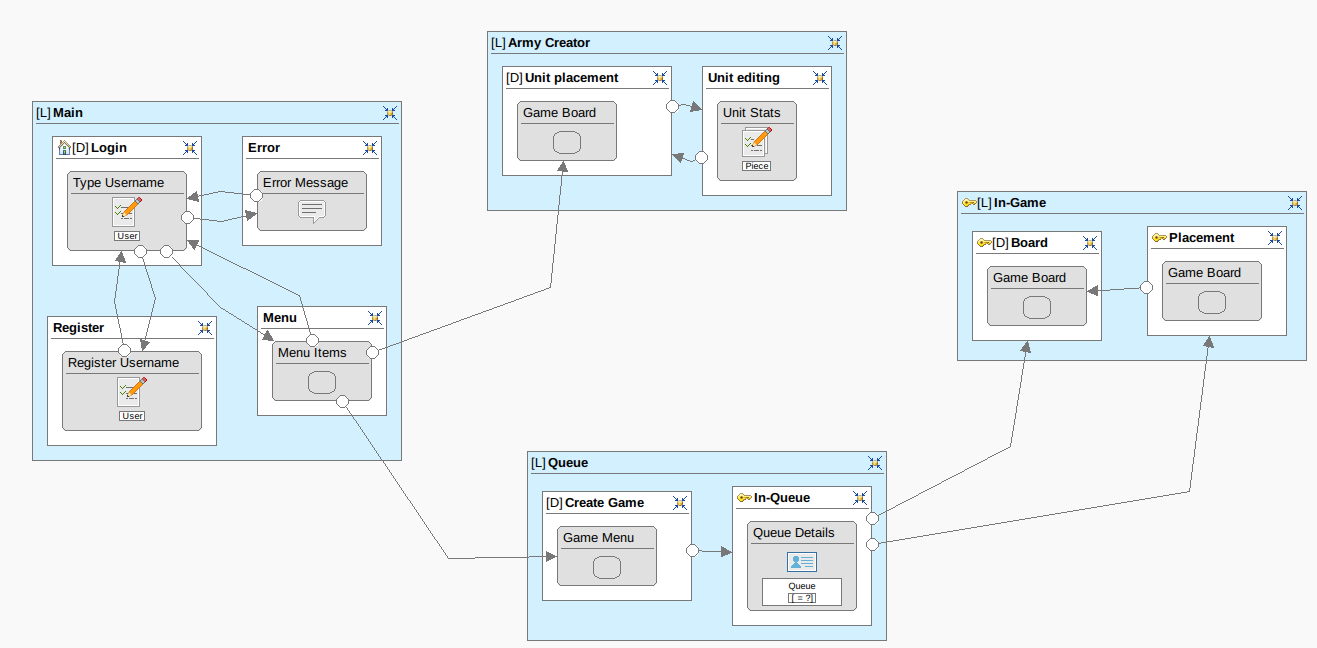 [L] Main
[D] Login
Type Username
User
Error
Error Message
Register
Register Username
User
Menu
Menu Items
[L] Army Creator
[D] Unit placement
Game Board
Unit editing
Unit Stats
Piece
[L] Queue
[D] Create Game
Game Menu
In-Queue
Queue Details
Queue
[ = ?]
[L] In-Game
[D] Board
Game Board
Placement
Game Board